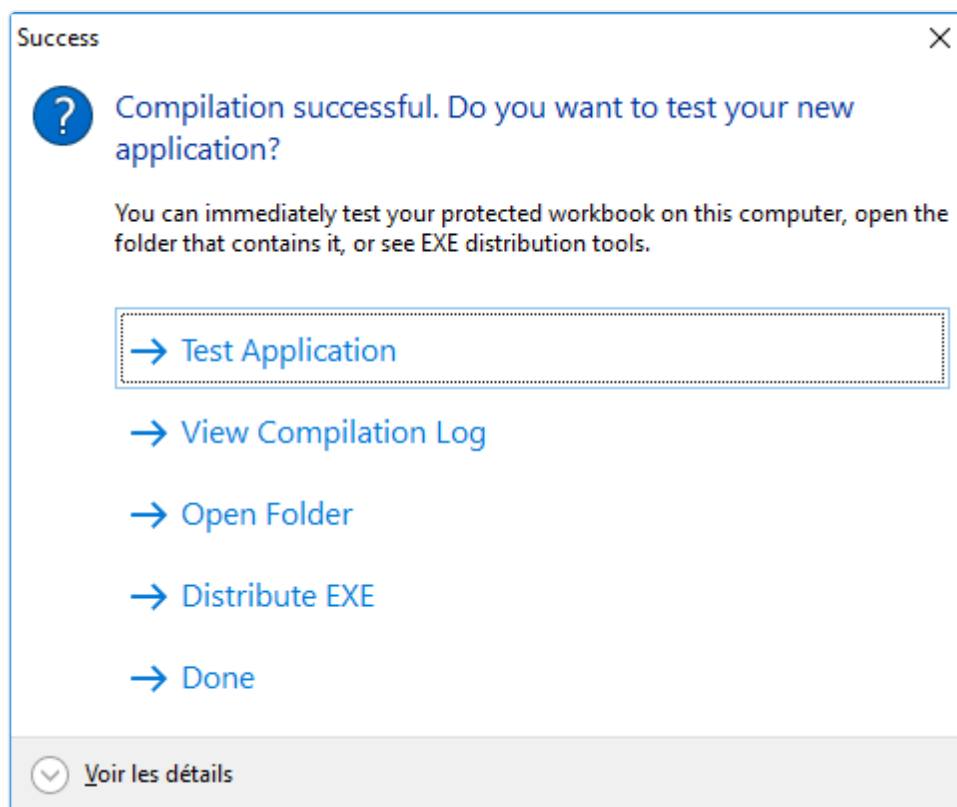 Success
Compilation successful. Do you want to test your new
application?
You can immediately test your protected workbook on this computer, open the
folder that contains it, or see EXE distribution tools.
Test Application
View Compilation Log
Open Folder
Distribute EXE
Done
Voir les détails